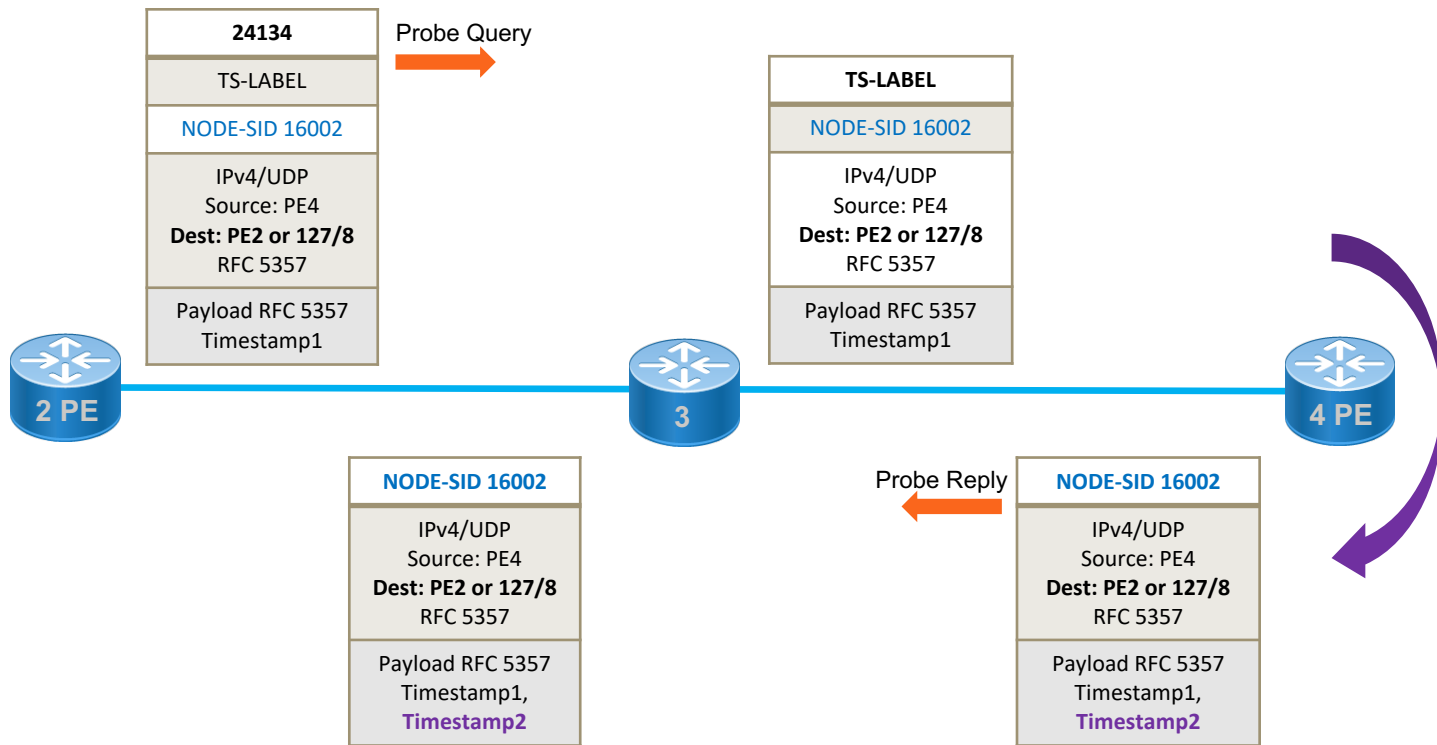 24134
TS-LABEL
NODE-SID 16002
IPv4/UDP
Source: PE4
Dest: PE2 or 127/8
RFC 5357
Payload RFC 5357
Timestamp1
Probe Query
TS-LABEL
NODE-SID 16002
IPv4/UDP
Source: PE4
Dest: PE2 or 127/8
RFC 5357
Payload RFC 5357
Timestamp1
2 PE
3
4 PE
NODE-SID 16002
IPv4/UDP
Source: PE4
Dest: PE2 or 127/8
RFC 5357
Payload RFC 5357
Timestamp1,
Timestamp2
Probe Reply
NODE-SID 16002
IPv4/UDP
Source: PE4
Dest: PE2 or 127/8
RFC 5357
Payload RFC 5357
Timestamp1,
Timestamp2